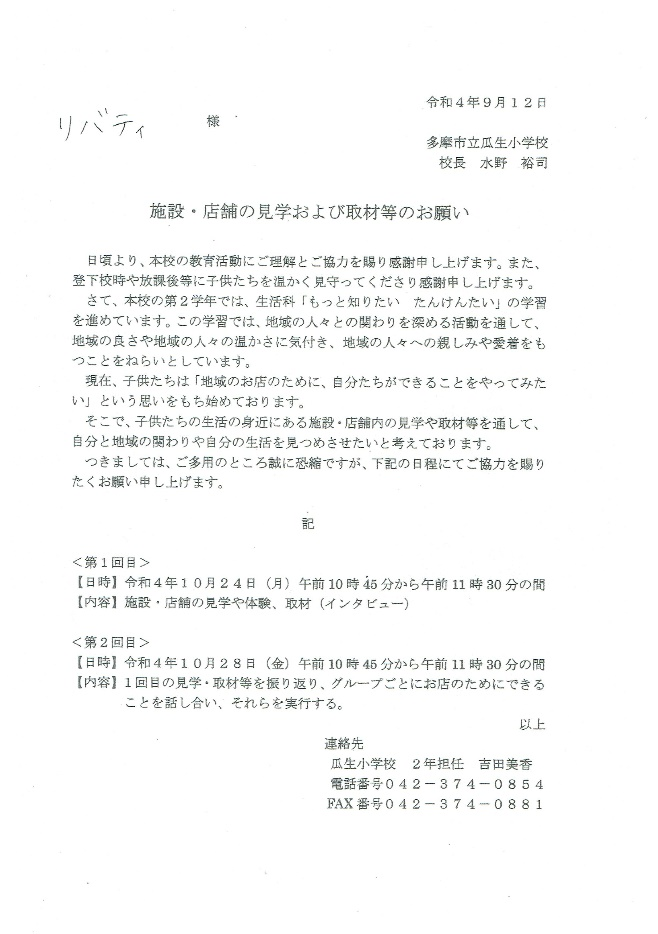 令和４年９月１２日
リバティ 様
多摩市立瓜生小学校
校長　水野　裕司
施設・店舗の見学および取材等のお願い
日頃より、本校の教育活動にご理解とご協力を賜り感謝申し上げます。また、
登下校時や放課後等に子供たちを温かく見守ってくださり感謝申し上げます。
さて、本校の第２学年では、生活科「もっと知りたい　たんけんたい」の学習
を進めています。この学習では、地域の人々との関わりを深める活動を通して、
地域の良さや地域の人々の温かさに気付き、地域の人々への親しみや愛着をも
つことをねらいとしています。
現在、子供たちは「地域のお店のために、自分たちができることをやってみた
い」という思いをもち始めております。
そこで、子供たちの生活の身近にある施設・店舗内の見学や取材等を通して、
自分と地域の関わりや自分の生活を見つめさせたいと考えております。
つきましては、ご多用のところ誠に恐縮ですが、下記の日程にてご協力を賜り
たくお願い申し上げます。
記
＜第１回目＞
【日時】令和４年１０月２４日（月）午前 10 時 45 分から午前 11 時 30 分の間
【内容】施設・店舗の見学や体験、取材（インタビュー）
＜第２回目＞
【日時】令和４年１０月２８日（金）午前 10 時 45 分から午前 11 時 30 分の間
【内容】１回目の見学・取材等を振り返り、グループごとにお店のためにできる
ことを話し合い、それらを実行する。
以上
連絡先
瓜生小学校　２年担任　吉田美香
電話番号０４２－３７４－０８５４
FAX 番号０４２－３７４－０８８１